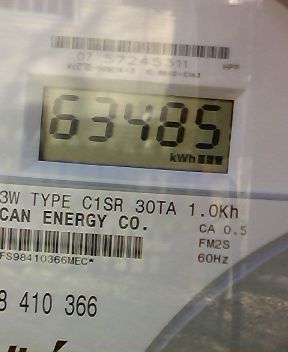 07 57245311
63485
kWh
3W TYPE C1SR 30TA 1.0Kh
CAN ENERGY CO.
CA 0.5
FM2S
60Hz
FS98410366MEC*
8 410 366